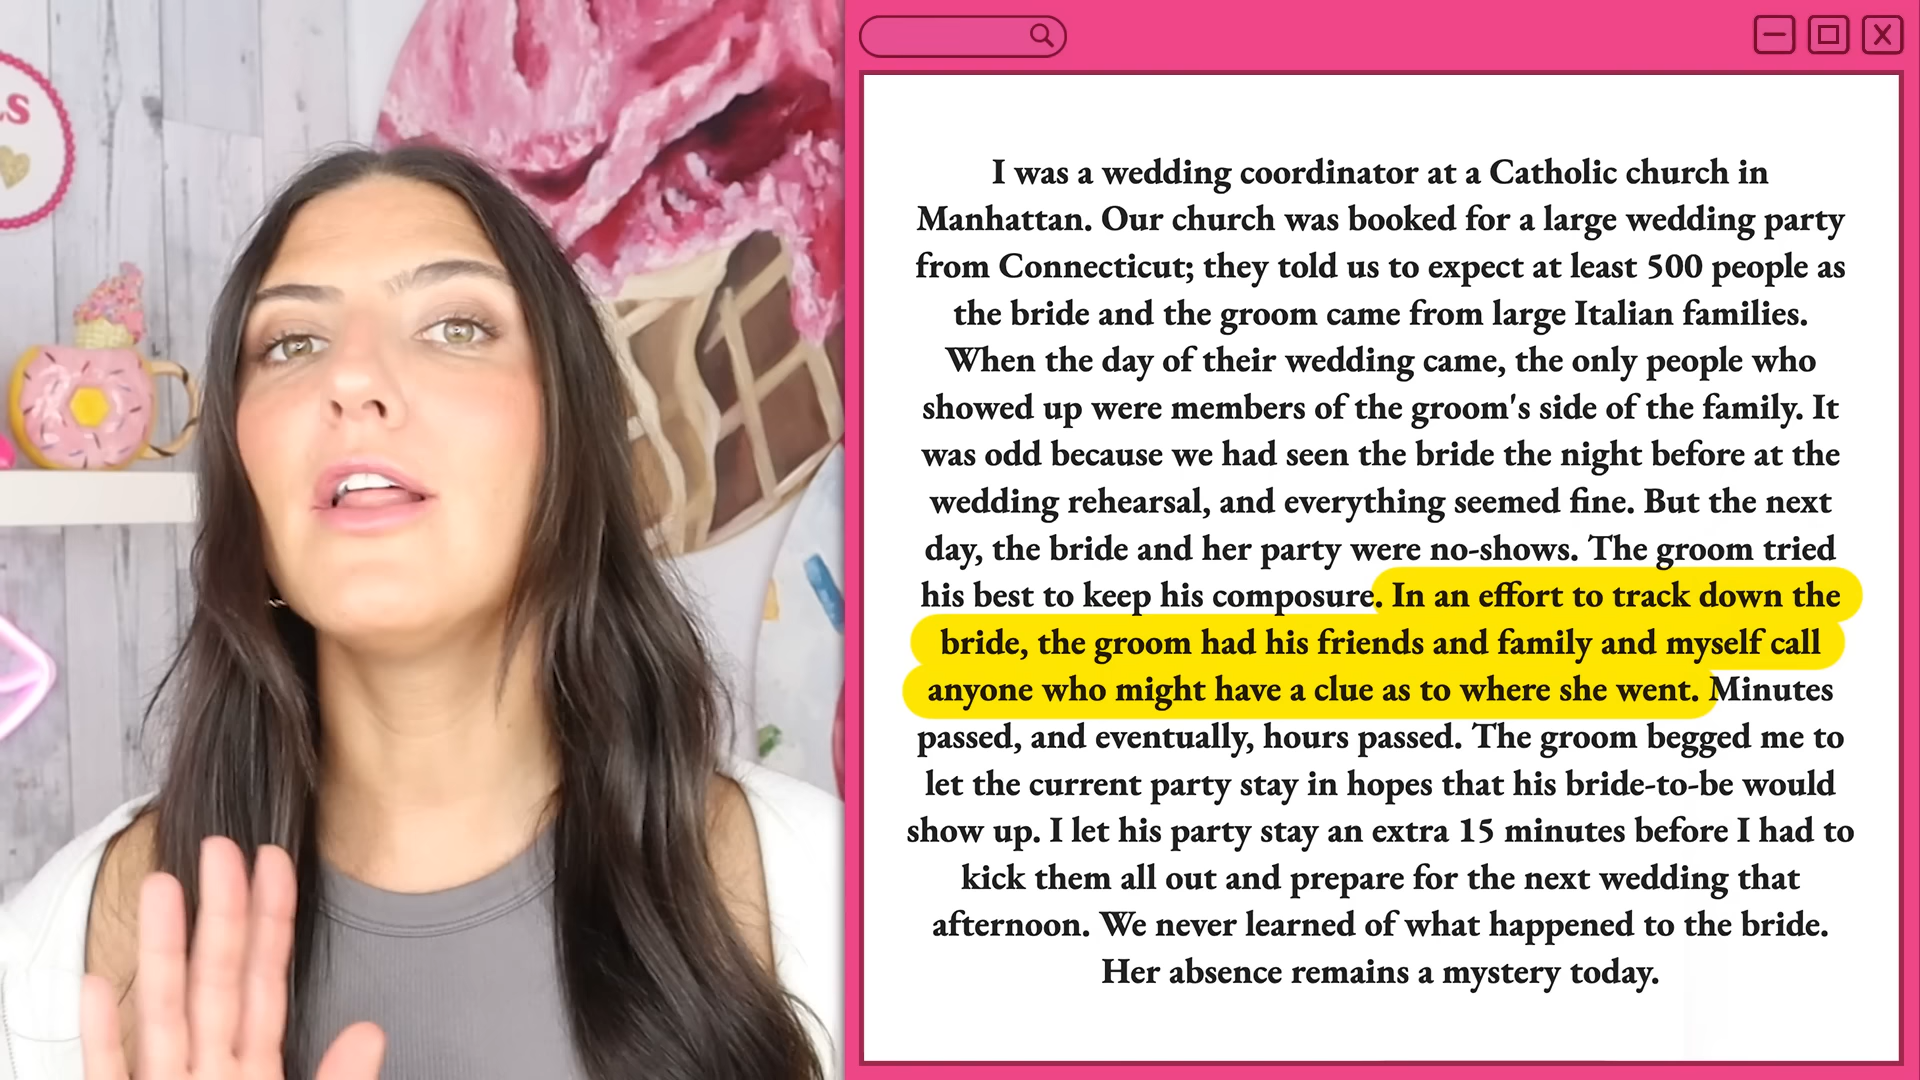 I was a wedding coordinator at a Catholic church in
Manhattan. Our church was booked for a large wedding party
from Connecticut; they told us to expect at least 500 people as
the bride and the groom came from large Italian families.
When the day of their wedding came, the only people who
showed up were members of the groom's side of the family. It
was odd because we had seen the bride the night before at the
wedding rehearsal, and everything seemed fine. But the next
day, the bride and her party were no-shows. The groom tried
his best to keep his composure. In an effort to track down the
bride, the groom had his friends and family and myself call
anyone who might have a clue as to where she went. Minutes
passed, and eventually, hours passed. The groom begged me to
let the current party stay in hopes that his bride-to-be would
show up. I let his party stay an extra 15 minutes before I had to
kick them all out and prepare for the next wedding that
afternoon. We never learned of what happened to the bride.
Her absence remains a mystery today.